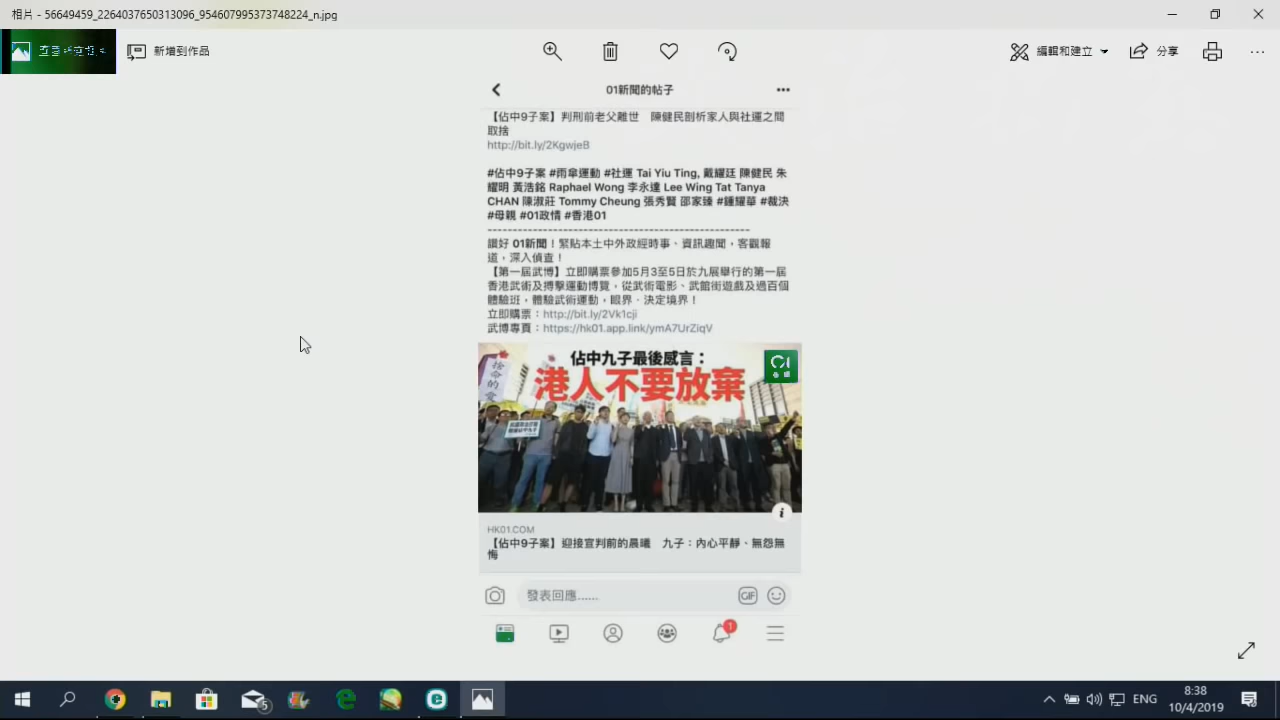 相片 - 56649459_2264037650313096_954607995373748224_n.jpg
新增到作品
編輯和建立
分享
01新聞的帖子
【佔中9子案】判刑前老父離世 陳健民剖析家人與社運之間
取捨
http://bit.ly/2KgwjeB
#佔中9子案 #雨傘運動 #社運 Tai Yiu Ting, 戴耀廷 陳健民 朱
耀明 黃浩銘 Raphael Wong 李永達 Lee Wing Tat Tanya
CHAN 陳淑莊 Tommy Cheung 張秀賢 邵家臻 #鍾耀華 #裁決
#母親 #01政情 #香港01
--------------------------------------------------
讚好 01新聞！緊貼本土中外政經時事、資訊趣聞，客觀報
道，深入偵查！
【第一屆武博】立即購票參加5月3至5日於九展舉行的第一屆
香港武術及搏擊運動博覽，從武術電影、武館街遊戲及過百個
體驗班，體驗武術運動，眼界．決定境界！
立即購票：http://bit.ly/2Vk1cji
武博專頁：https://hk01.app.link/ymA7UrZiqV
佔中九子最後感言：
港人不要放棄
捨命的愛
01
HK01.COM
【佔中9子案】迎接宣判前的晨曦 九子：內心平靜、無怨無
悔
發表回應......
GIF
1
5
ENG
8:38
10/4/2019